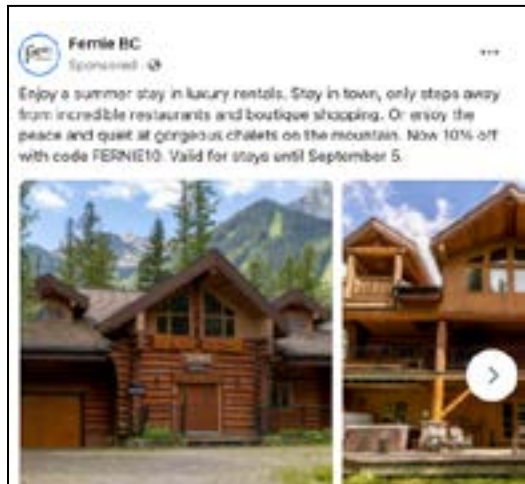 Fernie BC
Sponsored ·
Enjoy a summer stay in luxury rentals. Stay in town, only steps away
from incredible restaurants and boutique shopping. Or enjoy the
peace and quiet at gorgeous chalets on the mountain. Now 10% off
with code FERNIE10. Valid for stays until September 5.